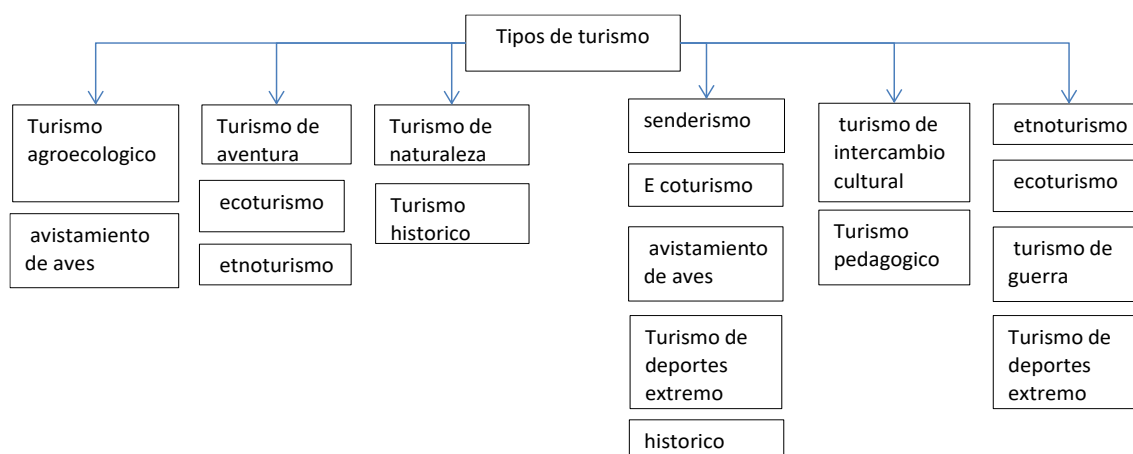 Tipos de turismo
Turismo
agroecologico
avistamiento
de aves
Turismo de
aventura
ecoturismo
etnoturismo
Turismo de
naturaleza
Turismo
historico
senderismo
E coturismo
avistamiento
de aves
Turismo de
deportes
extremo
historico
turismo de
intercambio
cultural
Turismo
pedagogico
etnoturismo
ecoturismo
turismo de
guerra
Turismo de
deportes
extremo